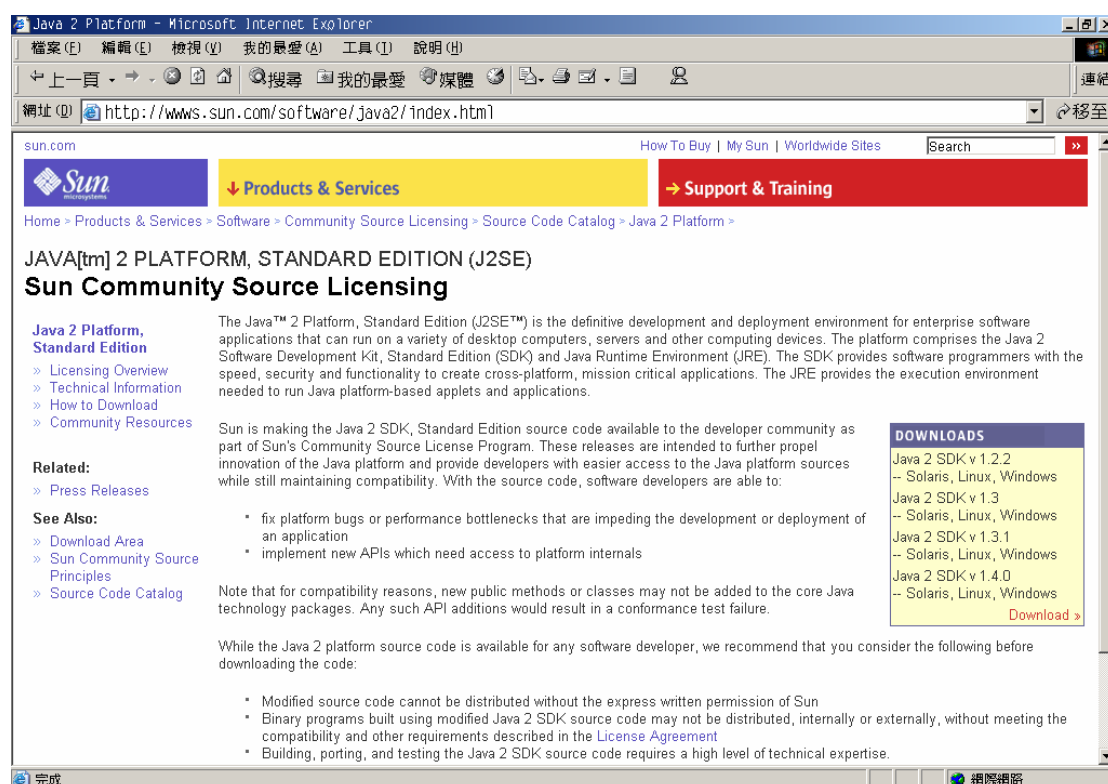 Java 2 Platform - Microsoft Internet Explorer
檔案(F) 編輯(E) 檢視(V) 我的最愛(A) 工具(T) 說明(H)
上一頁 搜尋 我的最愛 媒體 連結
網址(D) http://wwws.sun.com/software/java2/index.html 移至
sun.com How To Buy | My Sun | Worldwide Sites Search
Sun microsystems Products & Services Support & Training
Home > Products & Services > Software > Community Source Licensing > Source Code Catalog > Java 2 Platform >
JAVA[tm] 2 PLATFORM, STANDARD EDITION (J2SE)
Sun Community Source Licensing
Java 2 Platform,
Standard Edition
» Licensing Overview
» Technical Information
» How to Download
» Community Resources
Related:
» Press Releases
See Also:
» Download Area
» Sun Community Source
Principles
» Source Code Catalog
The Java™ 2 Platform, Standard Edition (J2SE™) is the definitive development and deployment environment for enterprise software
applications that can run on a variety of desktop computers, servers and other computing devices. The platform comprises the Java 2
Software Development Kit, Standard Edition (SDK) and Java Runtime Environment (JRE). The SDK provides software programmers with the
speed, security and functionality to create cross-platform, mission critical applications. The JRE provides the execution environment
needed to run Java platform-based applets and applications.
Sun is making the Java 2 SDK, Standard Edition source code available to the developer community as
part of Sun's Community Source License Program. These releases are intended to further propel
innovation of the Java platform and provide developers with easier access to the Java platform sources
while still maintaining compatibility. With the source code, software developers are able to:
* fix platform bugs or performance bottlenecks that are impeding the development or deployment of
an application
* implement new APIs which need access to platform internals
Note that for compatibility reasons, new public methods or classes may not be added to the core Java
technology packages. Any such API additions would result in a conformance test failure.
DOWNLOADS
Java 2 SDK v 1.2.2
-- Solaris, Linux, Windows
Java 2 SDK v 1.3
-- Solaris, Linux, Windows
Java 2 SDK v 1.3.1
-- Solaris, Linux, Windows
Java 2 SDK v 1.4.0
-- Solaris, Linux, Windows
Download »
While the Java 2 platform source code is available for any software developer, we recommend that you consider the following before
downloading the code:
* Modified source code cannot be distributed without the express written permission of Sun
* Binary programs built using modified Java 2 SDK source code may not be distributed, internally or externally, without meeting the
compatibility and other requirements described in the License Agreement
* Building, porting, and testing the Java 2 SDK source code requires a high level of technical expertise.
完成 網際網路